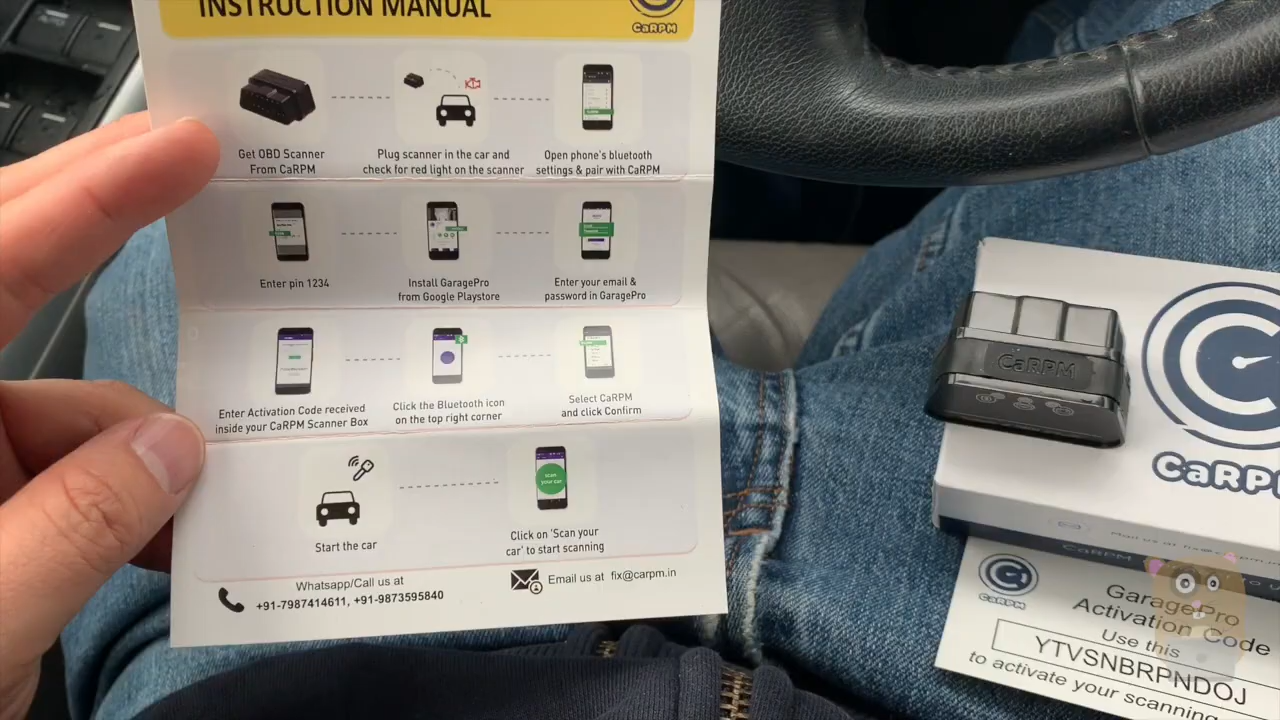 INSTRUCTION MANUAL
CaRPM
Get OBD Scanner
From CaRPM
Plug scanner in the car and
check for red light on the scanner
Open phone's bluetooth
settings & pair with CaRPM
Enter pin 1234
Install GaragePro
from Google Playstore
Enter your email &
password in GaragePro
Enter Activation Code received
inside your CaRPM Scanner Box
Click the Bluetooth icon
on the top right corner
Select CaRPM
and click Confirm
scan
your car
Start the car
Click on 'Scan your
car' to start scanning
Whatsapp/Call us at
+91-7987414611, +91-9873595840
Email us at fix@carpm.in
CaRPM
CaRPM
CaRPM
GaragePro
Activation Code
Use this
YTVSNBRPNDOJ
to activate your scanning